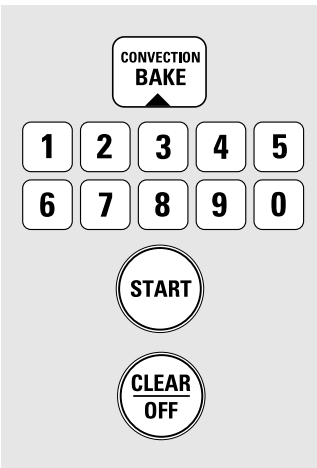 CONVECTION
BAKE
1 2 3 4 5
6 7 8 9 0
START
CLEAR
OFF